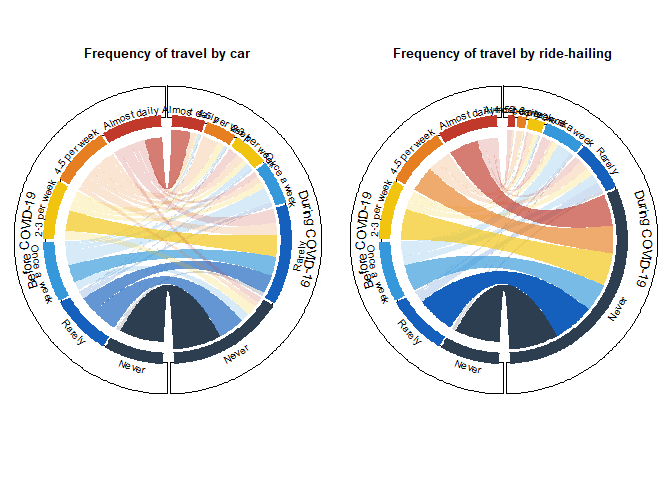 Frequency of travel by car
Before COVID-19
During COVID-19
Almost daily
4.5 per week
2-3 per week
Once a week
Rarely
Never
Almost daily
Once a week
Rarely
Never
Frequency of travel by ride-hailing
Before COVID-19
During COVID-19
Almost daily
4.5 per week
2-3 per week
Once a week
Rarely
Never
Rarely
Never